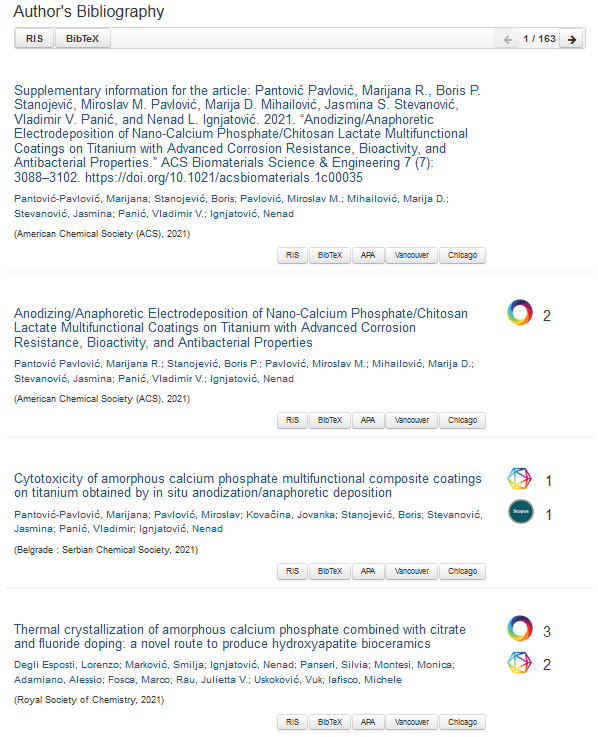 Author's Bibliography
RIS BibTeX 1 / 163
Supplementary information for the article: Pantović Pavlović, Marijana R., Boris P.
Stanojević, Miroslav M. Pavlović, Marija D. Mihailović, Jasmina S. Stevanović,
Vladimir V. Panić, and Nenad L. Ignjatović. 2021. “Anodizing/Anaphoretic
Electrodeposition of Nano-Calcium Phosphate/Chitosan Lactate Multifunctional
Coatings on Titanium with Advanced Corrosion Resistance, Bioactivity, and
Antibacterial Properties.” ACS Biomaterials Science & Engineering 7 (7):
3088–3102. https://doi.org/10.1021/acsbiomaterials.1c00035
Pantović-Pavlović, Marijana; Stanojević, Boris; Pavlović, Miroslav M.; Mihailović, Marija D.;
Stevanović, Jasmina; Panić, Vladimir V.; Ignjatović, Nenad
(American Chemical Society (ACS), 2021)
RIS BibTeX APA Vancouver Chicago
Anodizing/Anaphoretic Electrodeposition of Nano-Calcium Phosphate/Chitosan
Lactate Multifunctional Coatings on Titanium with Advanced Corrosion
Resistance, Bioactivity, and Antibacterial Properties
2
Pantović Pavlović, Marijana R.; Stanojević, Boris P.; Pavlović, Miroslav M.; Mihailović, Marija D.;
Stevanović, Jasmina; Panić, Vladimir V.; Ignjatović, Nenad
(American Chemical Society (ACS), 2021)
RIS BibTeX APA Vancouver Chicago
Cytotoxicity of amorphous calcium phosphate multifunctional composite coatings
on titanium obtained by in situ anodization/anaphoretic deposition
1
Scopus 1
Pantović-Pavlović, Marijana; Pavlović, Miroslav; Kovačina, Jovanka; Stanojević, Boris; Stevanović,
Jasmina; Panić, Vladimir; Ignjatović, Nenad
(Belgrade : Serbian Chemical Society, 2021)
RIS BibTeX APA Vancouver Chicago
Thermal crystallization of amorphous calcium phosphate combined with citrate
and fluoride doping: a novel route to produce hydroxyapatite bioceramics
3
2
Degli Esposti, Lorenzo; Marković, Smilja; Ignjatović, Nenad; Panseri, Silvia; Montesi, Monica;
Adamiano, Alessio; Fosca, Marco; Rau, Julietta V.; Uskoković, Vuk; Iafisco, Michele
(Royal Society of Chemistry, 2021)
RIS BibTeX APA Vancouver Chicago